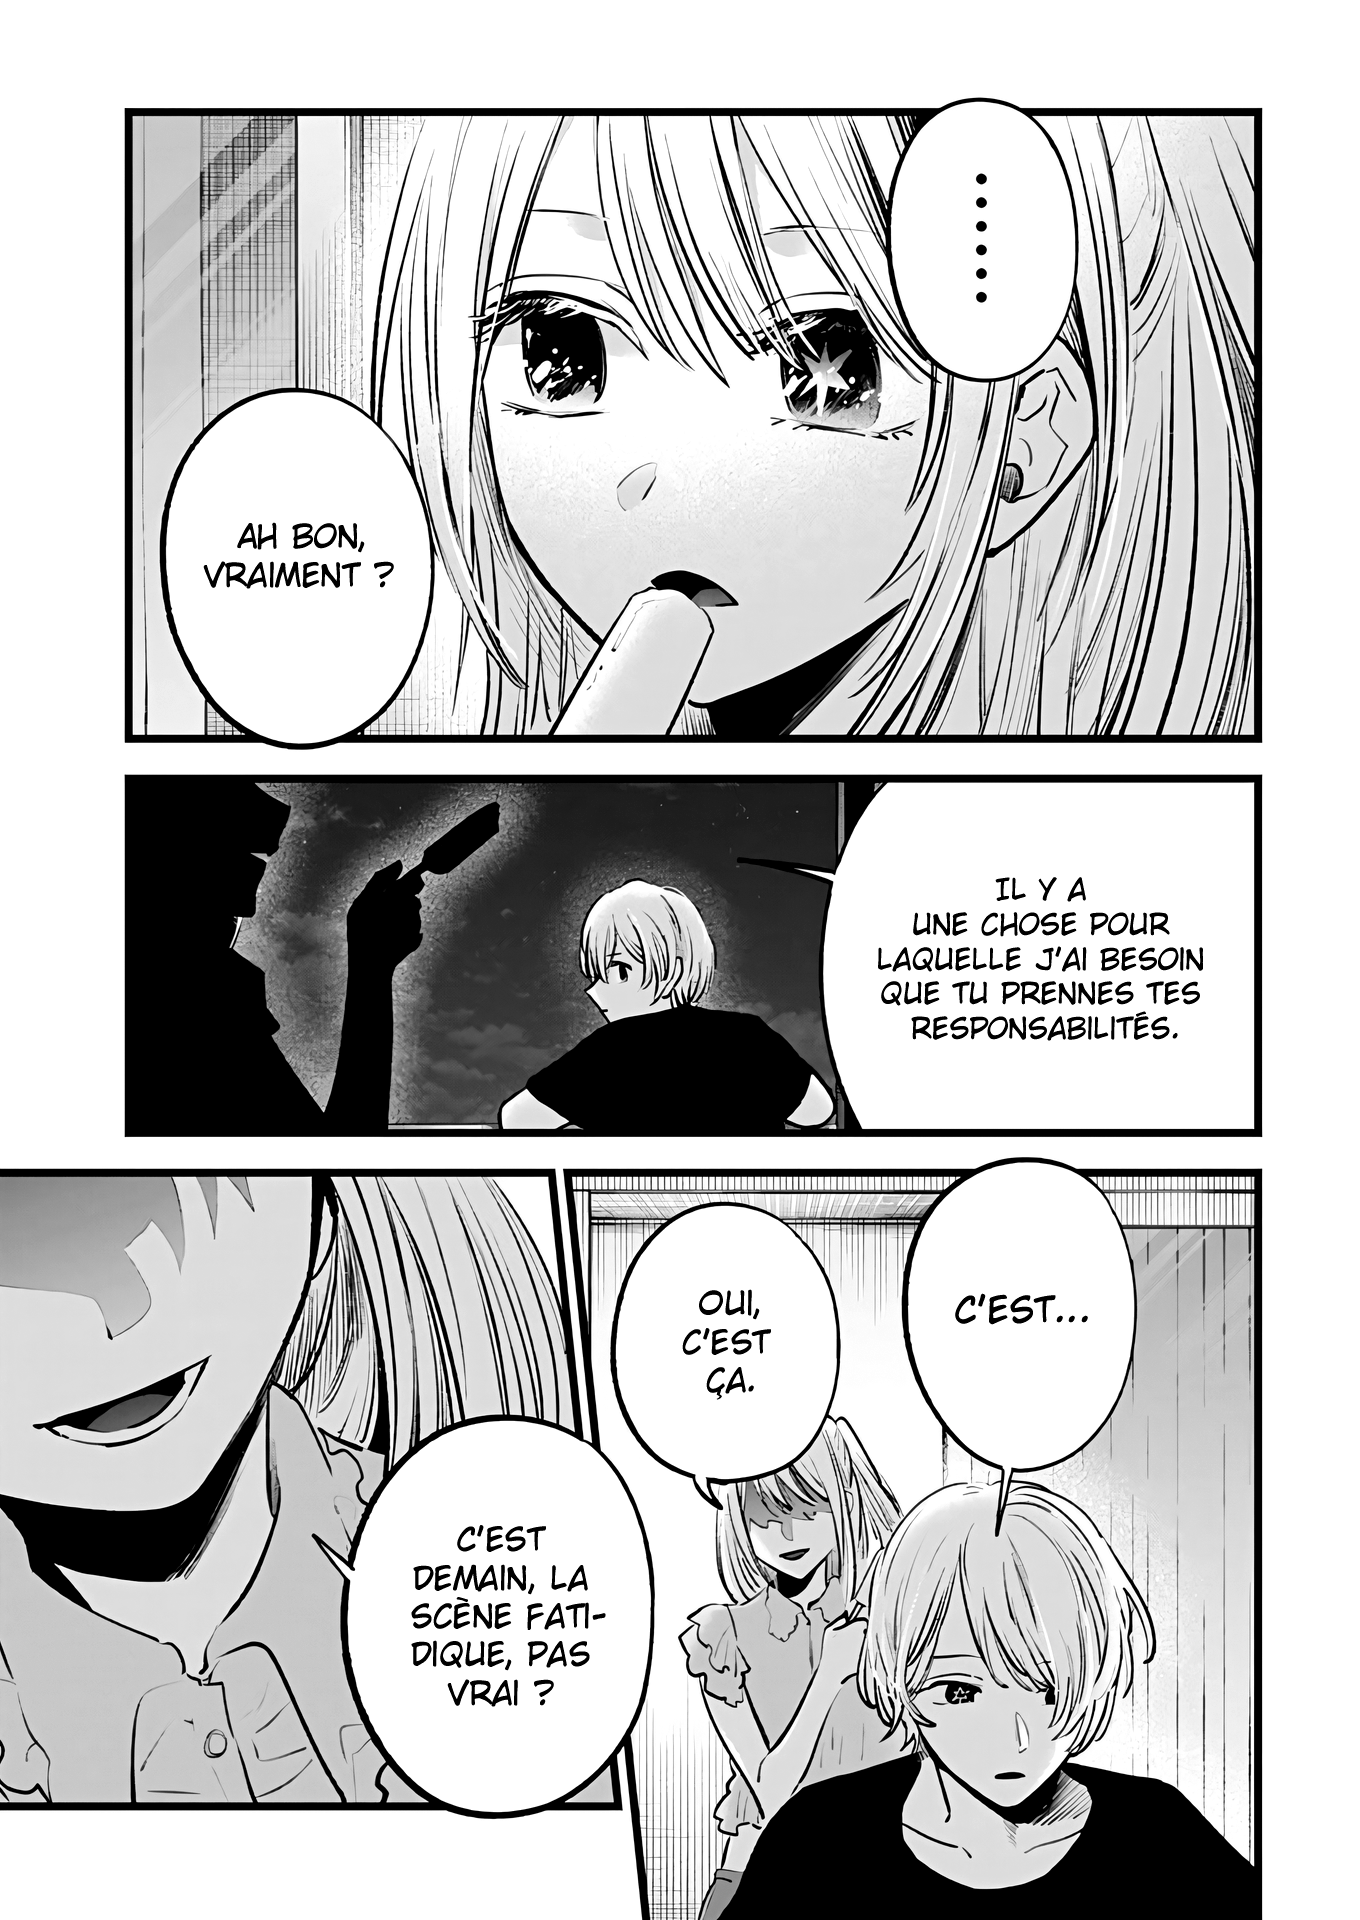 ......
AH BON,
VRAIMENT ?
IL Y A
UNE CHOSE POUR
LAQUELLE J'AI BESOIN
QUE TU PRENNES TES
RESPONSABILITÉS.
C'EST...
OUI,
C'EST
ÇA.
C'EST
DEMAIN, LA
SCÈNE FATI-
DIQUE, PAS
VRAI ?